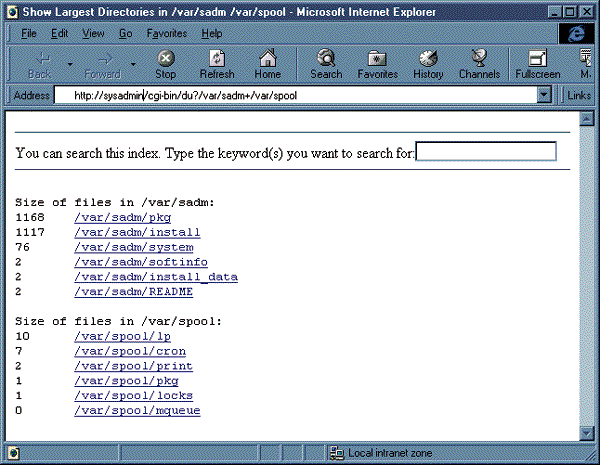 Show Largest Directories in /var/sadm /var/spool - Microsoft Internet Explorer
File Edit View Go Favorites Help
Back Forward Stop Refresh Home Search Favorites History Channels Fullscreen M.
Address http://sysadmin/cgi-bin/du?/var/sadm+/var/spool Links
You can search this index. Type the keyword(s) you want to search for:
Size of files in /var/sadm:
1168 /var/sadm/pkg
1117 /var/sadm/install
76 /var/sadm/system
2 /var/sadm/softinfo
2 /var/sadm/install_data
2 /var/sadm/README
Size of files in /var/spool:
10 /var/spool/lp
7 /var/spool/cron
2 /var/spool/print
1 /var/spool/pkg
1 /var/spool/locks
0 /var/spool/mqueue
Local intranet zone